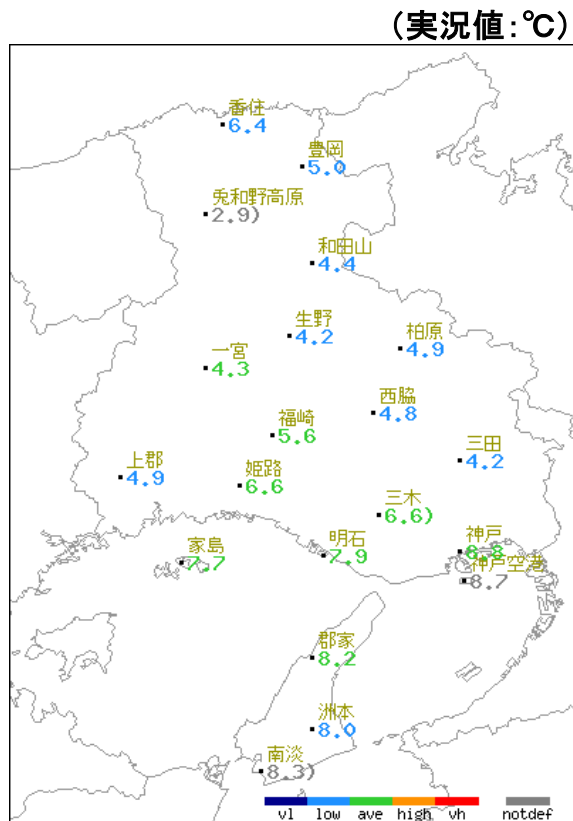 (実況値:℃)
香住
6.4
豊岡
5.0
兎和野高原
2.9)
和田山
4.4
生野
4.2
柏原
4.9
一宮
4.3
西脇
4.8
福崎
5.6
三田
4.2
上郡
4.9
姫路
6.6
三木
6.6)
神戸
8.8
家島
7.7
明石
7.9
神戸空港
8.7
郡家
8.2
洲本
8.0
南淡
8.3)
vl low ave high vh notdef